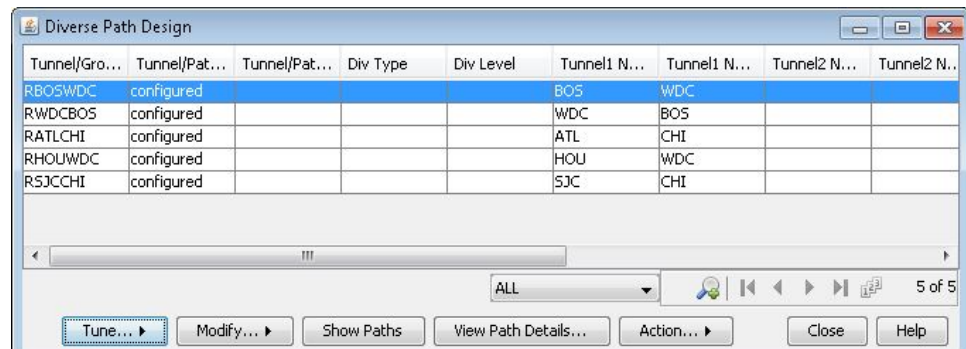 Diverse Path Design
Tunnel/Gro... Tunnel/Pat... Tunnel/Pat... Div Type Div Level Tunnel1 N... Tunnel1 N... Tunnel2 N... Tunnel2 N..
RBOSWDC configured BOS WDC
RWDCBOS configured WDC BOS
RATLCHI configured ATL CHI
RHOUWDC configured HOU WDC
RSJCCHI configured SJC CHI
ALL 5 of 5
Tune... Modify... Show Paths View Path Details... Action... Close Help